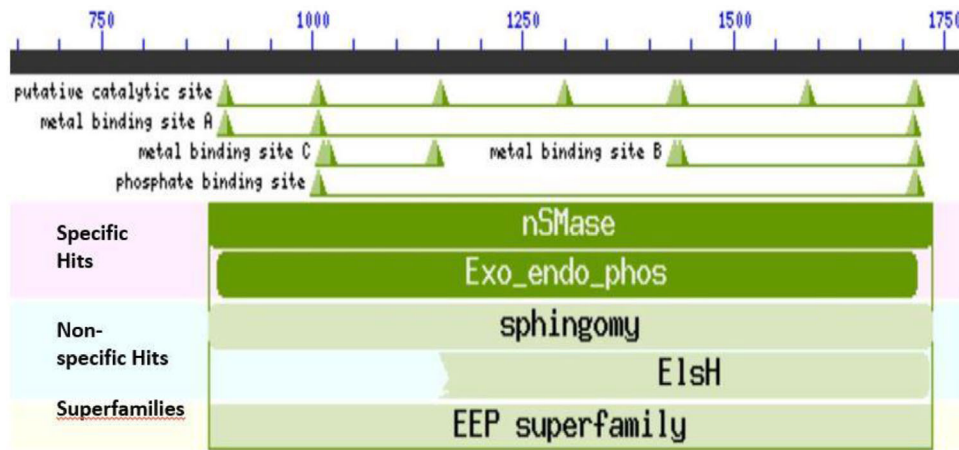 750 1000 1250 1500 1750
putative catalytic site
metal binding site A
metal binding site C metal binding site B
phosphate binding site
Specific
Hits
nSMase
Exo_endo_phos
Non-
specific Hits
sphingomy
ElsH
Superfamilies
EEP superfamily